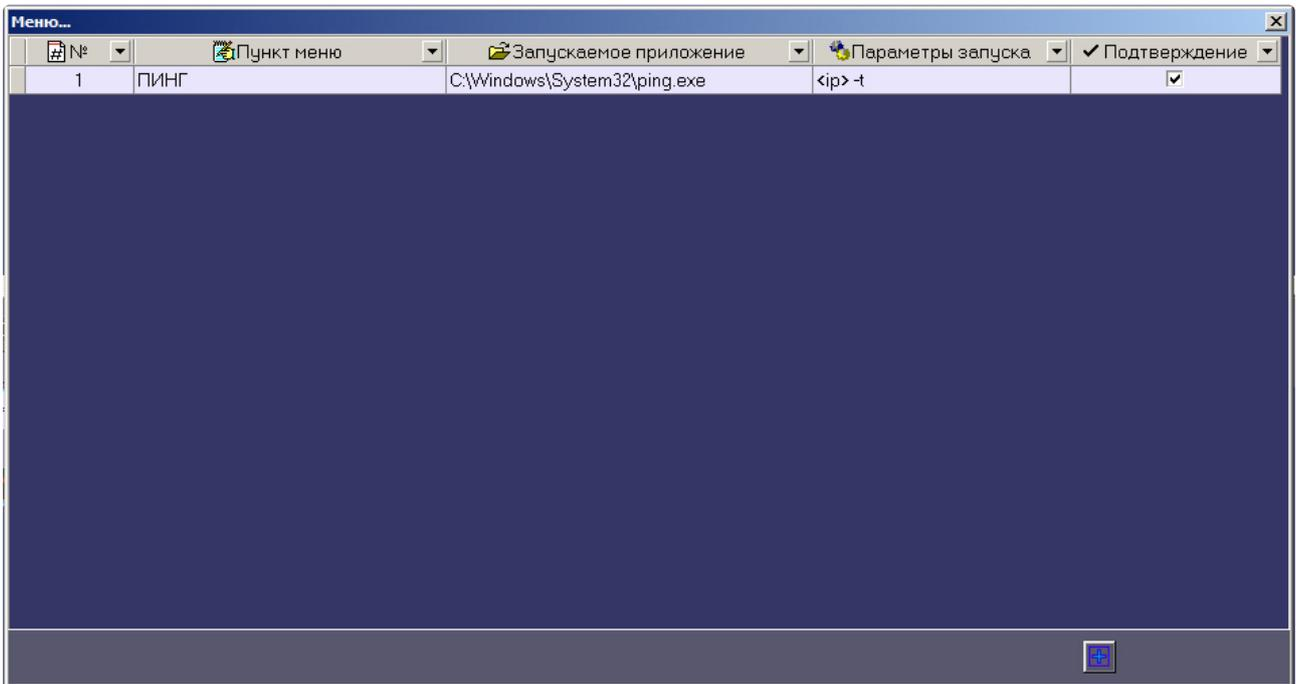 Меню...
№ Пункт меню Запускаемое приложение Параметры запуска Подтверждение
1 ПИНГ C:\Windows\System32\ping.exe <ip> -t